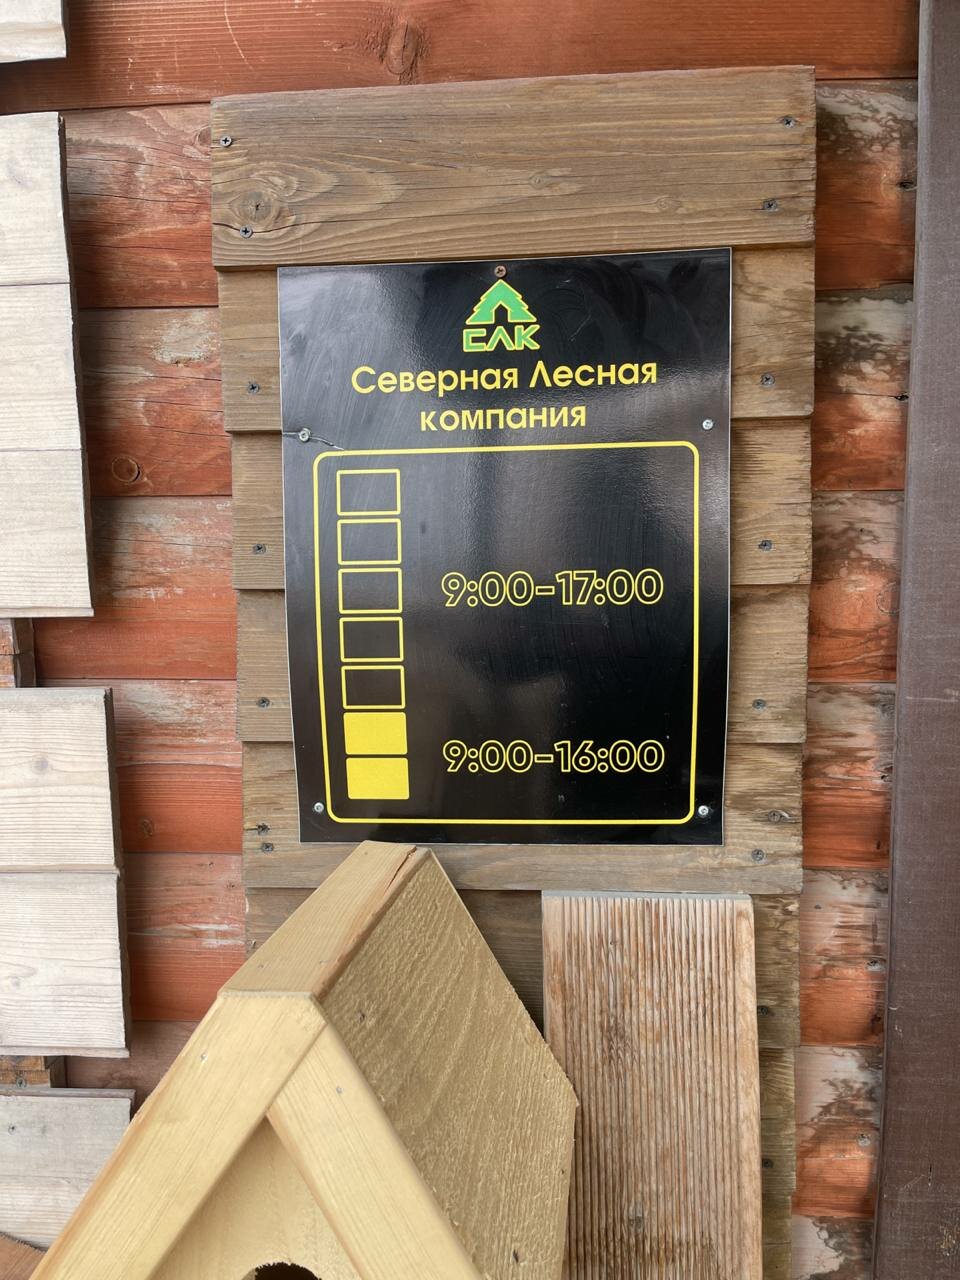 СЛК
Северная Лесная
компания
9:00-17:00
9:00-16:00